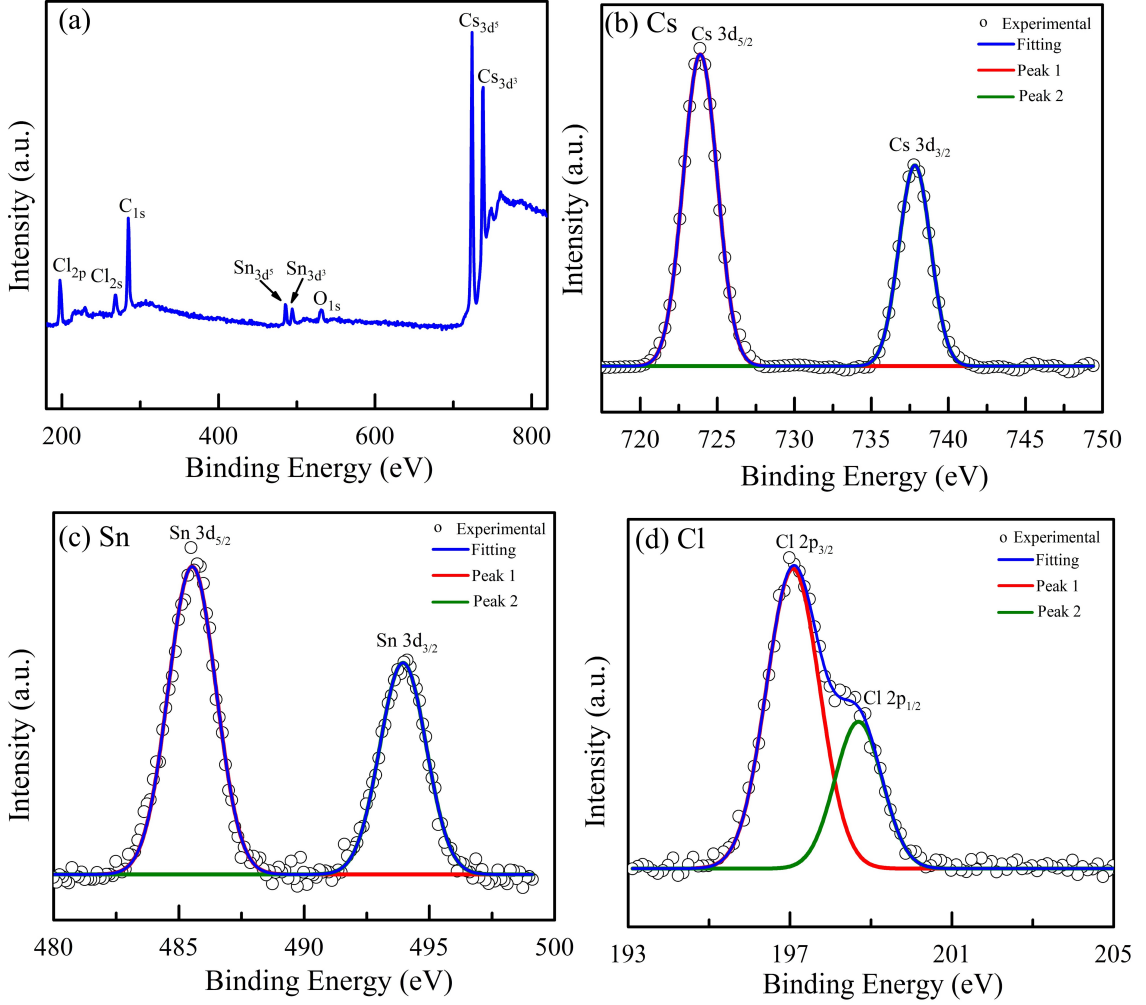 (a)
Cs3d5
Cs3d3
C1s
Cl2p
Cl2s
Sn3d5
Sn3d3
O1s
Intensity (a.u.)
200
400
600
800
Binding Energy (eV)
(b) Cs
Cs 3d5/2
Cs 3d3/2
Experimental
Fitting
Peak 1
Peak 2
Intensity (a.u.)
720
725
730
735
740
745
750
Binding Energy (eV)
(c) Sn
Sn 3d5/2
Sn 3d3/2
Experimental
Fitting
Peak 1
Peak 2
Intensity (a.u.)
480
485
490
495
500
Binding Energy (eV)
(d) Cl
Cl 2p3/2
Cl 2p1/2
Experimental
Fitting
Peak 1
Peak 2
Intensity (a.u.)
193
197
201
205
Binding Energy (eV)